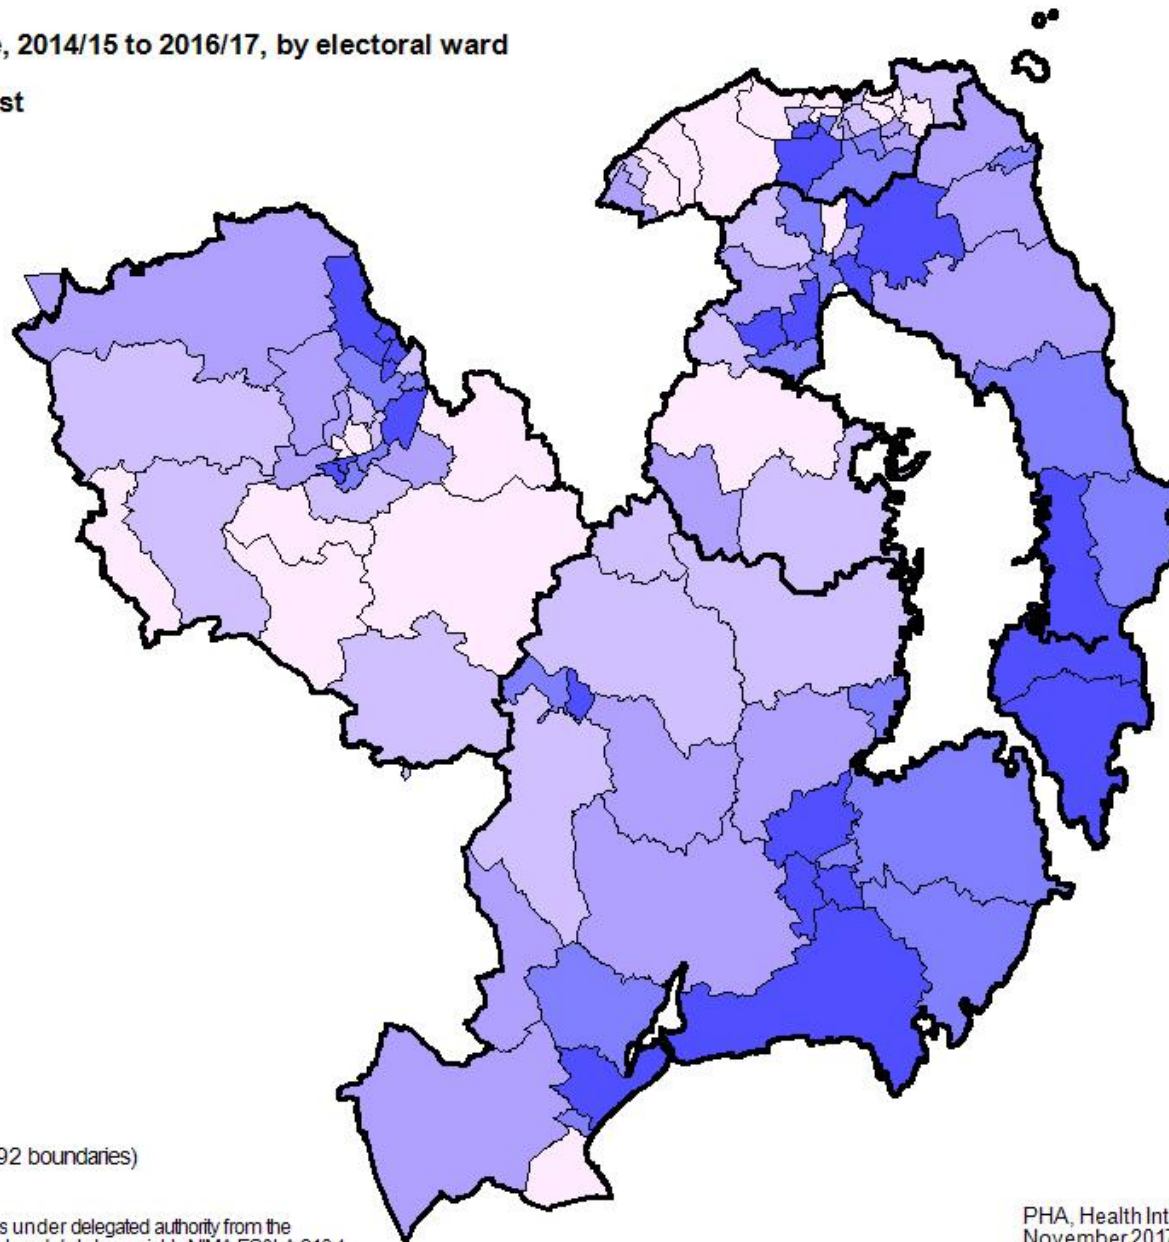 , 2014/15 to 2016/17, by electoral ward
st
92 boundaries)
s under delegated authority from the
PHA, Health Int
November 2017